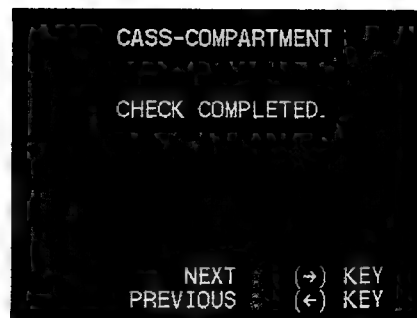 CASS-COMPARTMENT
CHECK COMPLETED.
NEXT (→) KEY
PREVIOUS (←) KEY